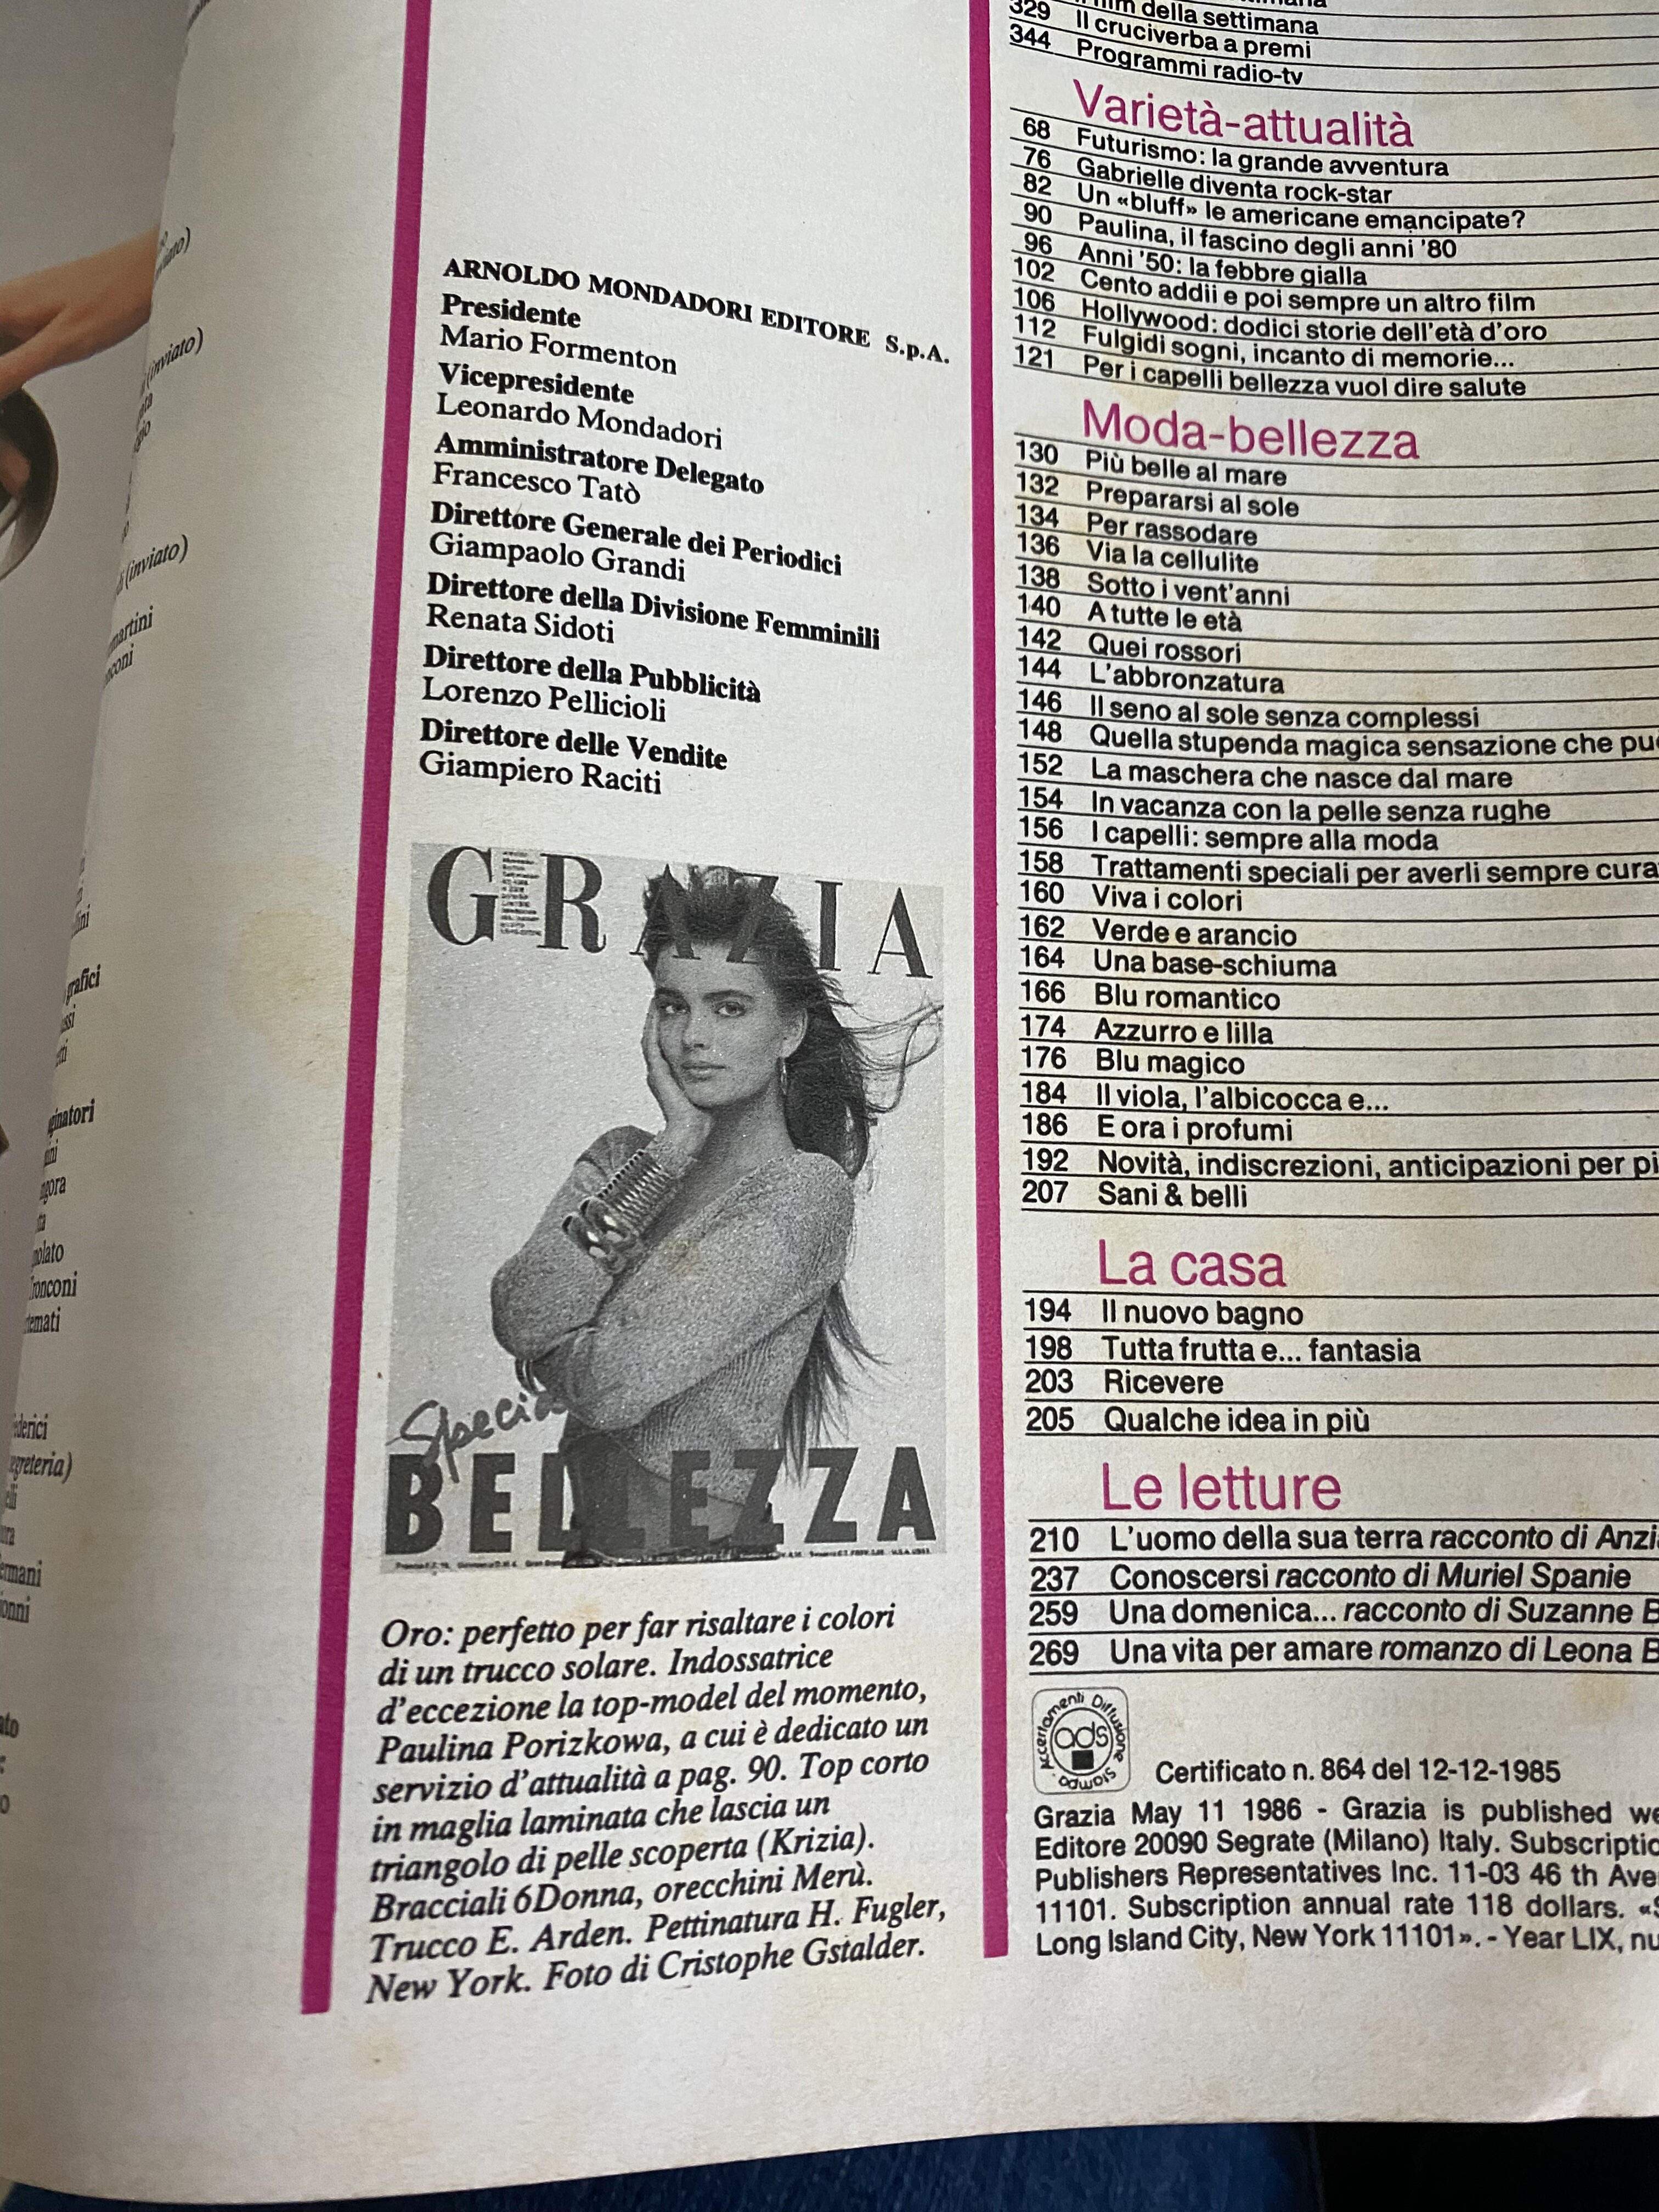 (inviato)
(inviato)
martini
grafici
ginatori
ronconi
ederici
egreteria)
ARNOLDO MONDADORI EDITORE S.p.A.
Presidente
Mario Formenton
Vicepresidente
Leonardo Mondadori
Amministratore Delegato
Francesco Tatò
Direttore Generale dei Periodici
Giampaolo Grandi
Direttore della Divisione Femminili
Renata Sidoti
Direttore della Pubblicità
Lorenzo Pellicioli
Direttore delle Vendite
Giampiero Raciti
GRAZIA
Special
BELLEZZA
Oro: perfetto per far risaltare i colori
di un trucco solare. Indossatrice
d'eccezione la top-model del momento,
Paulina Porizkowa, a cui è dedicato un
servizio d'attualità a pag. 90. Top corto
in maglia laminata che lascia un
triangolo di pelle scoperta (Krizia).
Bracciali 6Donna, orecchini Merù.
Trucco E. Arden. Pettinatura H. Fugler,
New York. Foto di Cristophe Gstalder.
film della settimana
329 Il cruciverba a premi
344 Programmi radio-tv
Varietà-attualità
68 Futurismo: la grande avventura
76 Gabrielle diventa rock-star
82 Un «bluff» le americane emancipate?
90 Paulina, il fascino degli anni '80
96 Anni '50: la febbre gialla
102 Cento addii e poi sempre un altro film
106 Hollywood: dodici storie dell'età d'oro
112 Fulgidi sogni, incanto di memorie...
121 Per i capelli bellezza vuol dire salute
Moda-bellezza
130 Più belle al mare
132 Prepararsi al sole
134 Per rassodare
136 Via la cellulite
138 Sotto i vent'anni
140 A tutte le età
142 Quei rossori
144 L'abbronzatura
146 Il seno al sole senza complessi
148 Quella stupenda magica sensazione che può
152 La maschera che nasce dal mare
154 In vacanza con la pelle senza rughe
156 I capelli: sempre alla moda
158 Trattamenti speciali per averli sempre cura
160 Viva i colori
162 Verde e arancio
164 Una base-schiuma
166 Blu romantico
174 Azzurro e lilla
176 Blu magico
184 Il viola, l'albicocca e...
186 E ora i profumi
192 Novità, indiscrezioni, anticipazioni per pi
207 Sani & belli
La casa
194 Il nuovo bagno
198 Tutta frutta e... fantasia
203 Ricevere
205 Qualche idea in più
Le letture
210 L'uomo della sua terra racconto di Anzi
237 Conoscersi racconto di Muriel Spanie
259 Una domenica... racconto di Suzanne B
269 Una vita per amare romanzo di Leona B
Accertamenti Diffusione Stampa
ads
Certificato n. 864 del 12-12-1985
Grazia May 11 1986 - Grazia is published we
Editore 20090 Segrate (Milano) Italy. Subscriptio
Publishers Representatives Inc. 11-03 46 th Ave
11101. Subscription annual rate 118 dollars. «S
Long Island City, New York 11101». - Year LIX, nu